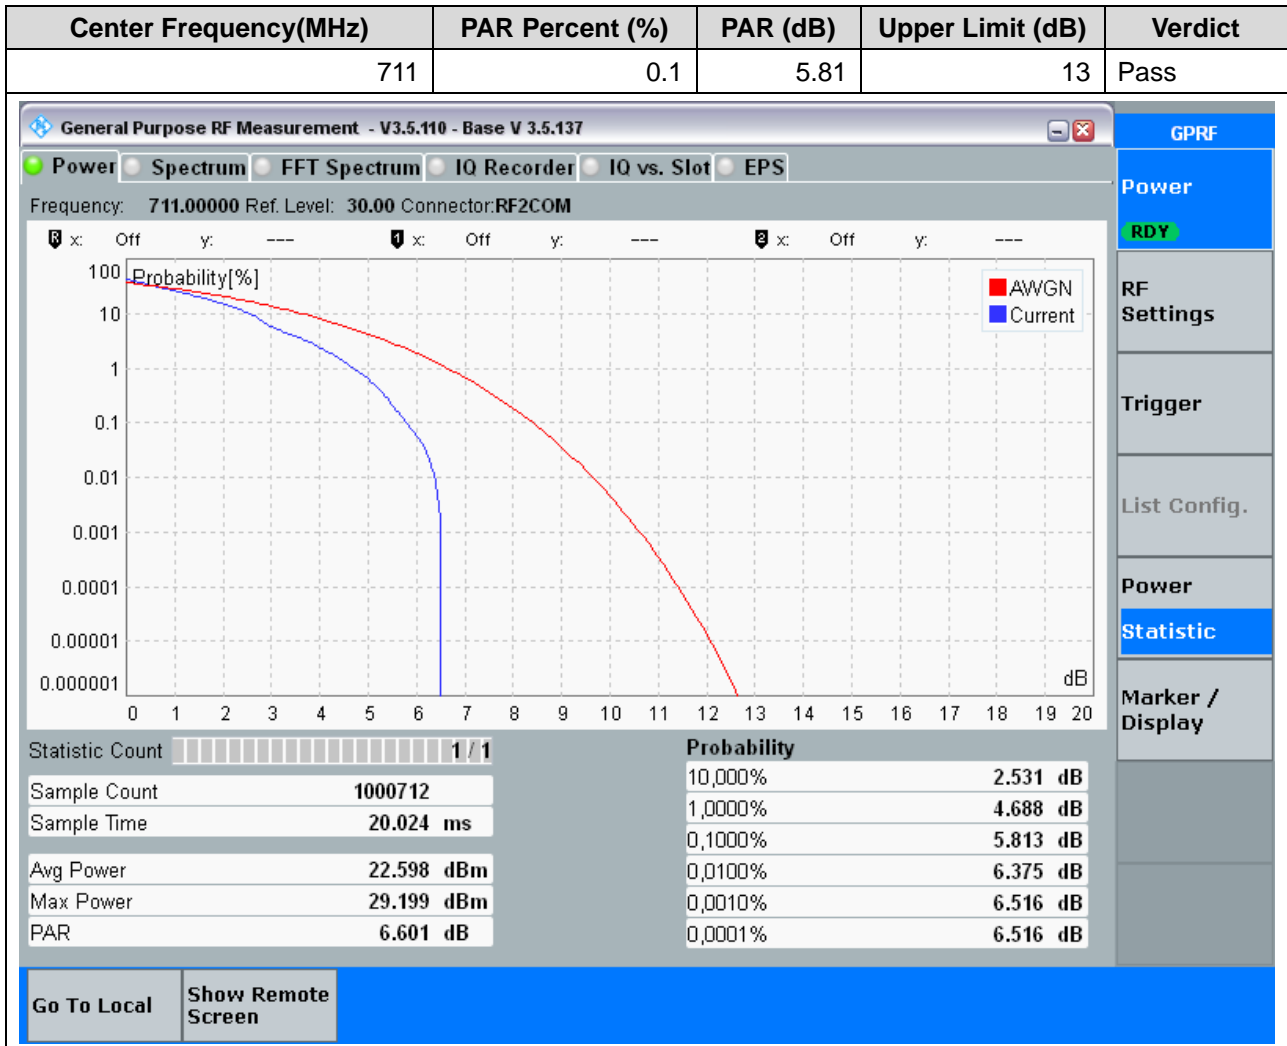 Center Frequency(MHz) PAR Percent (%) PAR (dB) Upper Limit (dB) Verdict
711 0.1 5.81 13 Pass
General Purpose RF Measurement - V3.5.110 - Base V 3.5.137
GPRF
Power Spectrum FFT Spectrum IQ Recorder IQ vs. Slot EPS
Frequency: 711.00000 Ref. Level: 30.00 Connector:RF2COM
R x: Off y: --- 1 x: Off y: --- 2 x: Off y: ---
Probability[%]
AWGN
Current
100
10
1
0.1
0.01
0.001
0.0001
0.00001
0.000001
dB
0 1 2 3 4 5 6 7 8 9 10 11 12 13 14 15 16 17 18 19 20
Statistic Count 1 / 1
Sample Count 1000712
Sample Time 20.024 ms
Avg Power 22.598 dBm
Max Power 29.199 dBm
PAR 6.601 dB
Probability
10,000% 2.531 dB
1,0000% 4.688 dB
0,1000% 5.813 dB
0,0100% 6.375 dB
0,0010% 6.516 dB
0,0001% 6.516 dB
Power
RDY
RF
Settings
Trigger
List Config.
Power
Statistic
Marker /
Display
Go To Local
Show Remote
Screen